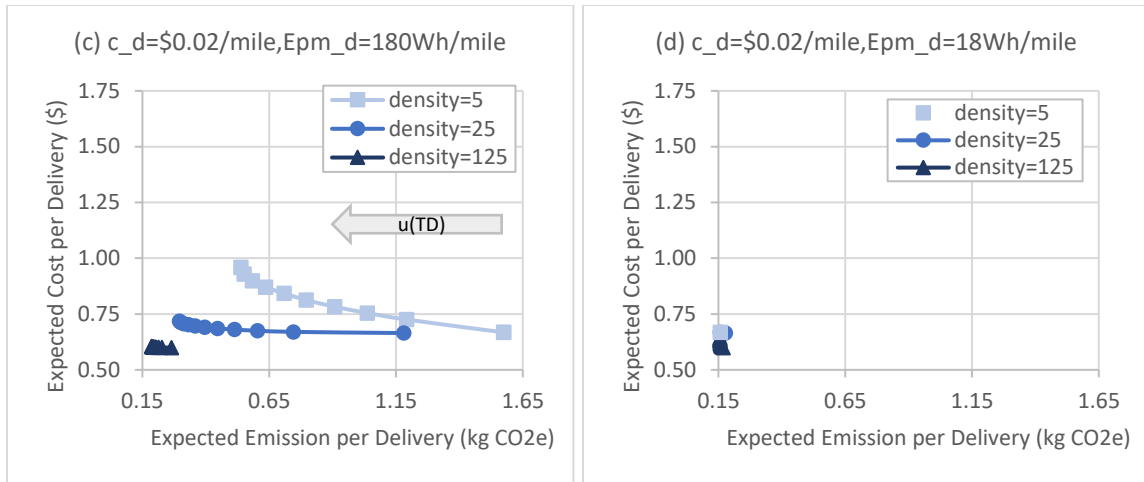 (c) c_d=$0.02/mile,Epm_d=180Wh/mile
1.75
1.50
1.25
1.00
0.75
0.50
Expected Cost per Delivery ($)
density=5
density=25
density=125
u(TD)
0.15 0.65 1.15 1.65
Expected Emission per Delivery (kg CO2e)
(d) c_d=$0.02/mile,Epm_d=18Wh/mile
1.75
1.50
1.25
1.00
0.75
0.50
Expected Cost per Delivery ($)
density=5
density=25
density=125
0.15 0.65 1.15 1.65
Expected Emission per Delivery (kg CO2e)